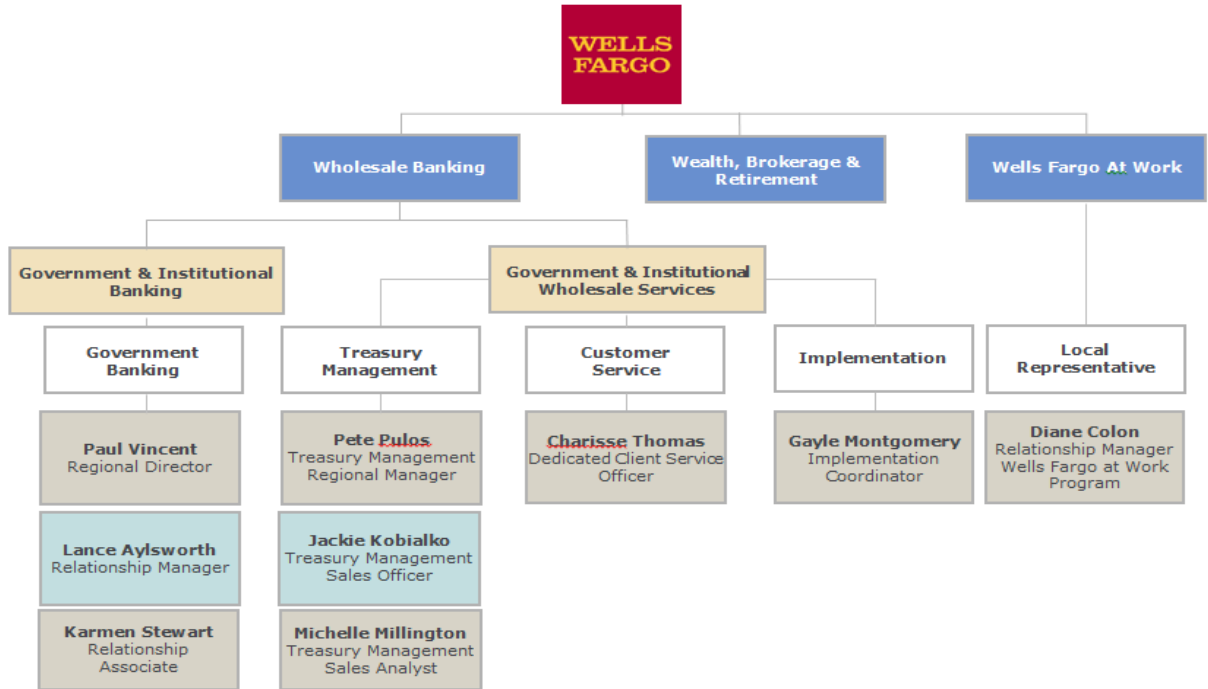 WELLS
FARGO
Wholesale Banking
Wealth, Brokerage &
Retirement
Wells Fargo At Work
Government & Institutional
Banking
Government & Institutional
Wholesale Services
Government
Banking
Treasury
Management
Customer
Service
Implementation
Local
Representative
Paul Vincent
Regional Director
Pete Pulos
Treasury Management
Regional Manager
Charisse Thomas
Dedicated Client Service
Officer
Gayle Montgomery
Implementation
Coordinator
Diane Colon
Relationship Manager
Wells Fargo at Work
Program
Lance Aylsworth
Relationship Manager
Jackie Kobialko
Treasury Management
Sales Officer
Karmen Stewart
Relationship
Associate
Michelle Millington
Treasury Management
Sales Analyst